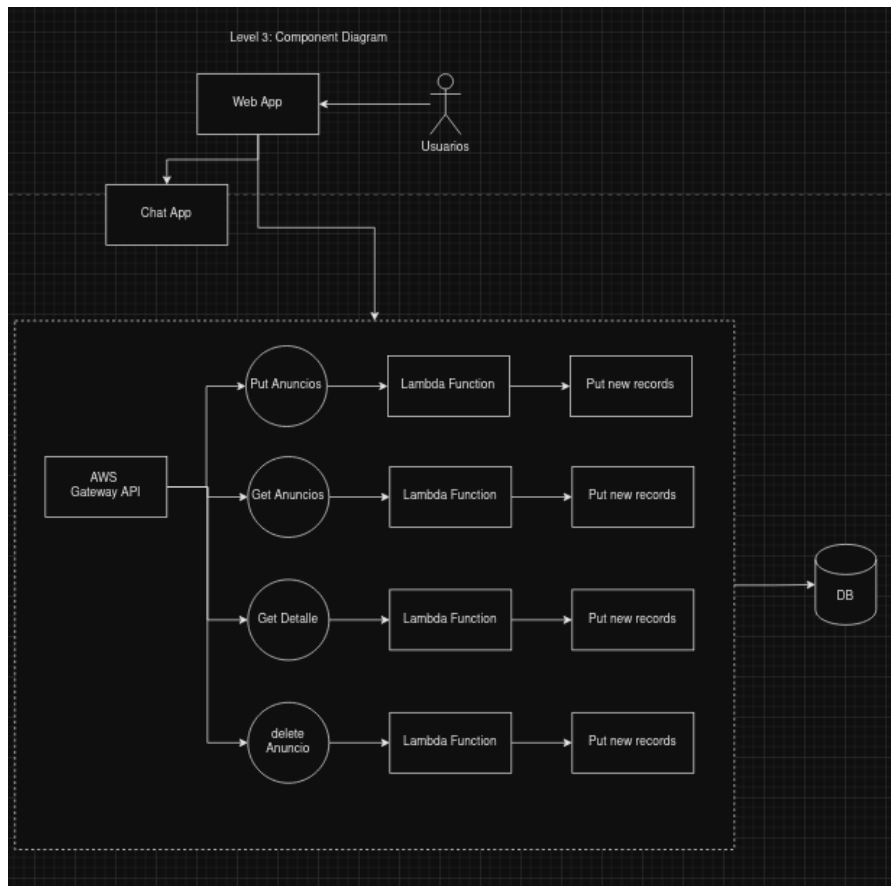 Level 3: Component Diagram
Web App
Usuarios
Chat App
Put Anuncios
Lambda Function
Put new records
AWS
Gateway API
Get Anuncios
Lambda Function
Put new records
Get Detalle
Lambda Function
Put new records
DB
delete
Anuncio
Lambda Function
Put new records